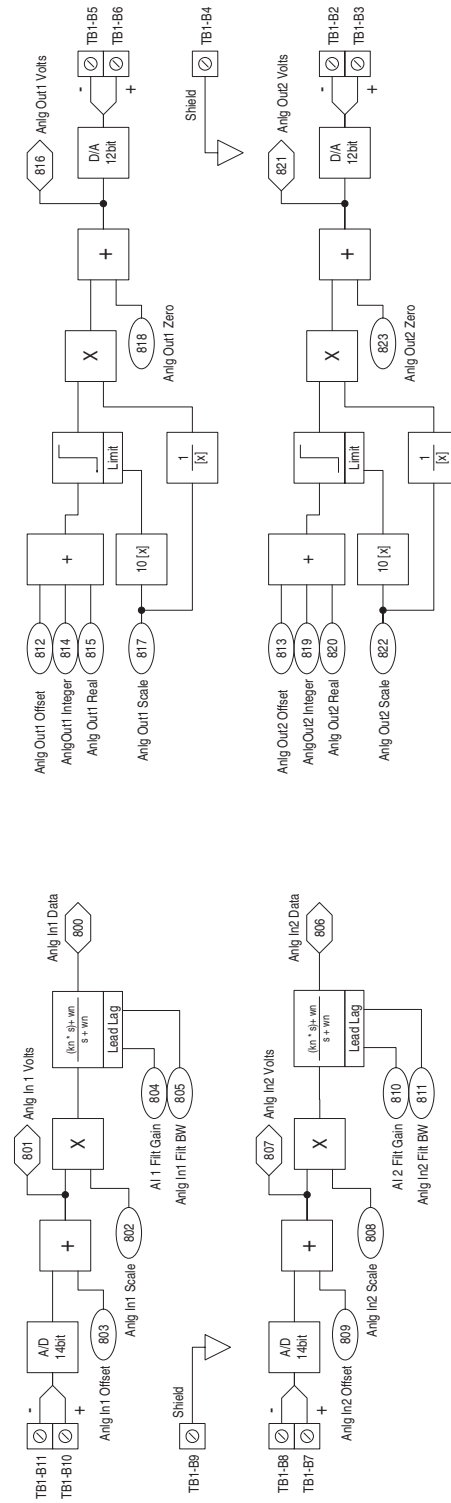 TB1-B11
TB1-B10
-
+
A/D
14bit
803
Anlg In1 Offset
+
801
Anlg In 1 Volts
802
Anlg In1 Scale
X
(kn * s)+ wn
s + wn
Lead Lag
804
805
AI 1 Filt Gain
Anlg In1 Filt BW
Anlg In1 Data
800
TB1-B9
Shield
TB1-B8
TB1-B7
-
+
A/D
14bit
809
Anlg In2 Offset
+
807
Anlg In2 Volts
808
Anlg In2 Scale
X
(kn * s)+ wn
s + wn
Lead Lag
810
811
AI 2 Filt Gain
Anlg In2 Filt BW
Anlg In2 Data
806
Anlg Out1 Offset
812
AnlgOut1 Integer
814
Anlg Out1 Real
815
Anlg Out1 Scale
817
+
10 [x]
Limit
1
[x]
X
818
Anlg Out1 Zero
+
816
Anlg Out1 Volts
D/A
12bit
-
+
TB1-B5
TB1-B6
Shield
TB1-B4
Anlg Out2 Offset
813
AnlgOut2 Integer
819
Anlg Out2 Real
820
Anlg Out2 Scale
822
+
10 [x]
Limit
1
[x]
X
823
Anlg Out2 Zero
+
821
Anlg Out2 Volts
D/A
12bit
-
+
TB1-B2
TB1-B3